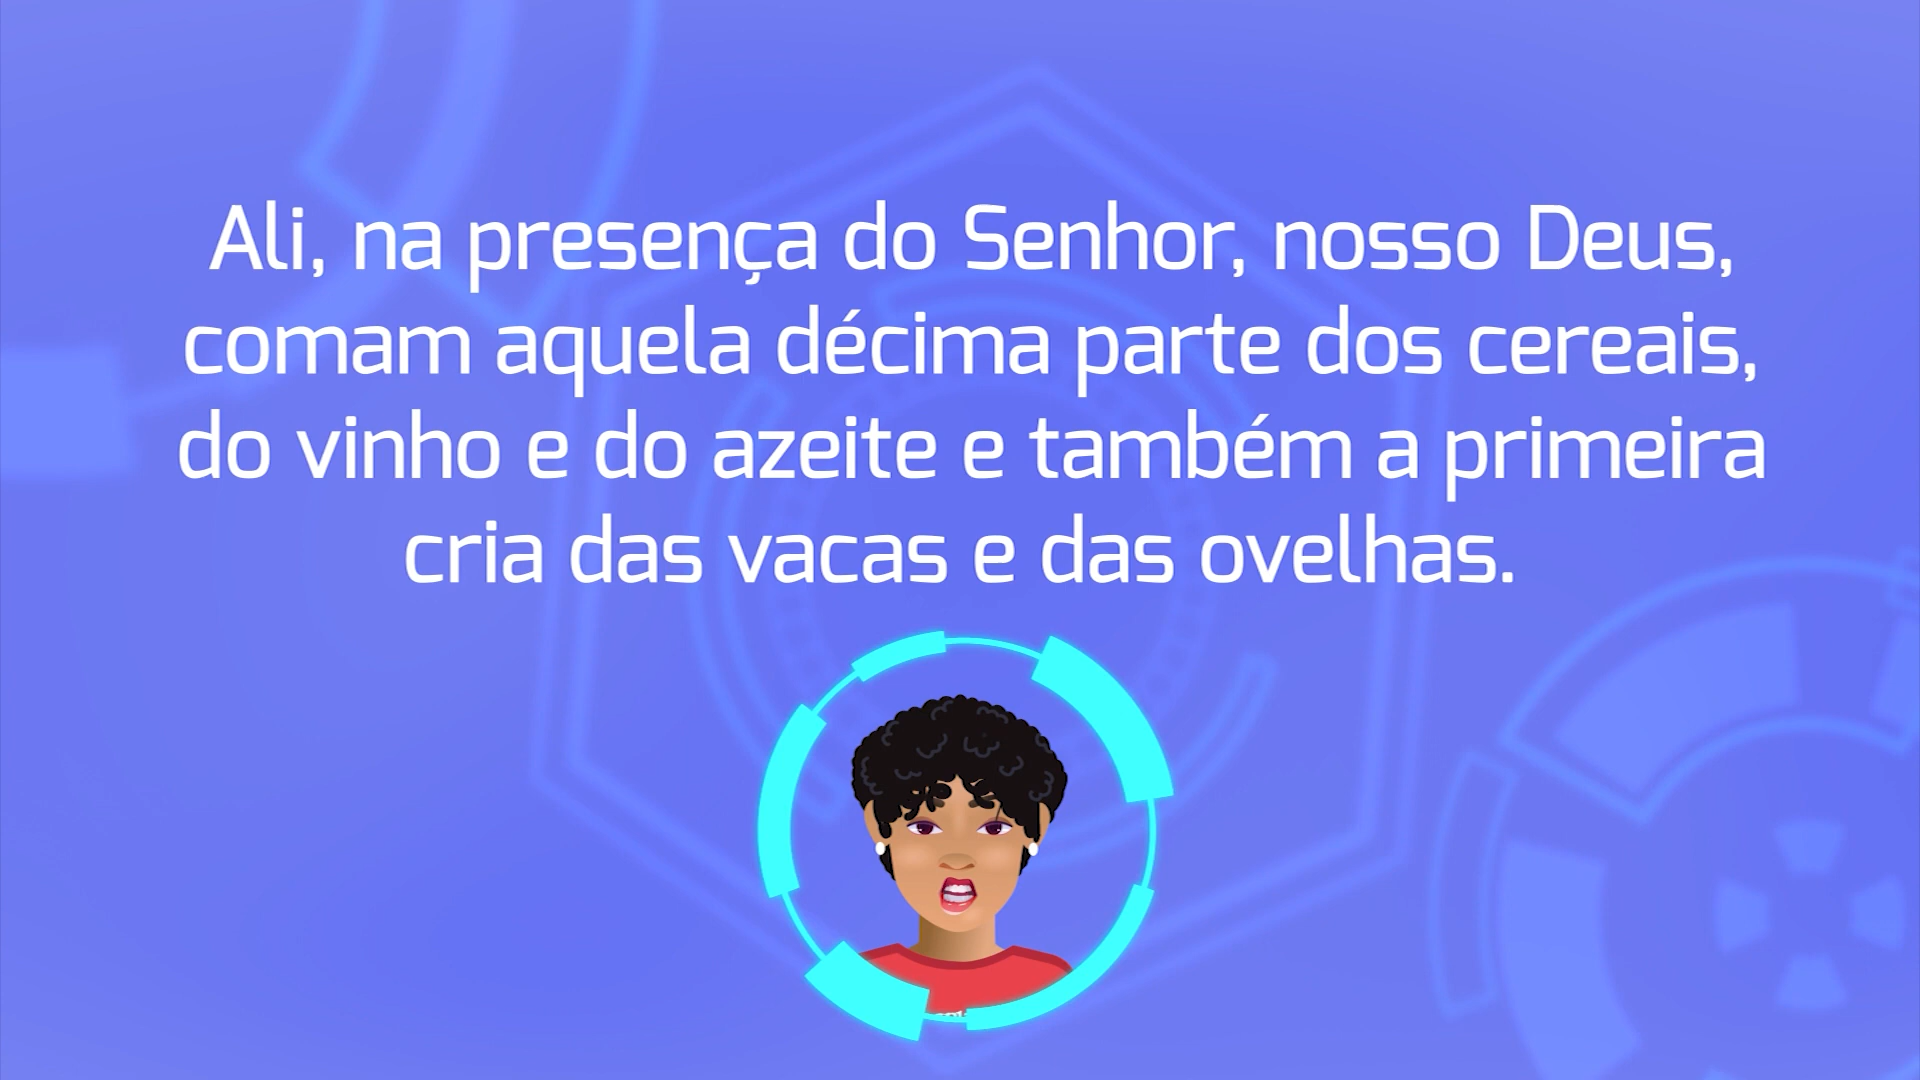 Ali, na presença do Senhor, nosso Deus,
comam aquela décima parte dos cereais,
do vinho e do azeite e também a primeira
cria das vacas e das ovelhas.